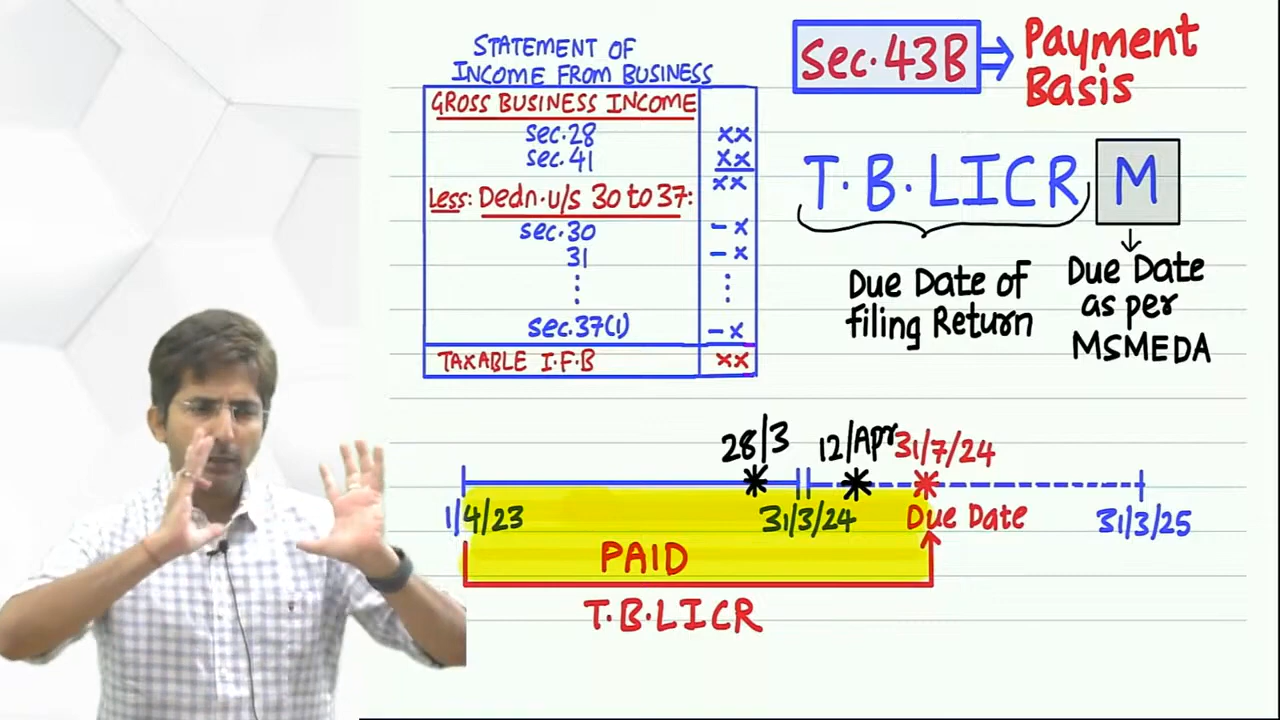 STATEMENT OF
INCOME FROM BUSINESS
GROSS BUSINESS INCOME
sec.28 xx
sec.41 xx
xx
Less: Dedn.u/s 30 to 37:
sec.30 - x
31 - x
⋮ ⋮
sec.37(1) - x
TAXABLE I.F.B xx
Sec.43B ⇒ Payment
Basis
T.B.LICR M
Due Date of
filing Return
↓
Due Date
as per
MSMEDA
28/3 12/Apr 31/7/24
1/4/23 31/3/24 Due Date 31/3/25
PAID
T.B.LICR